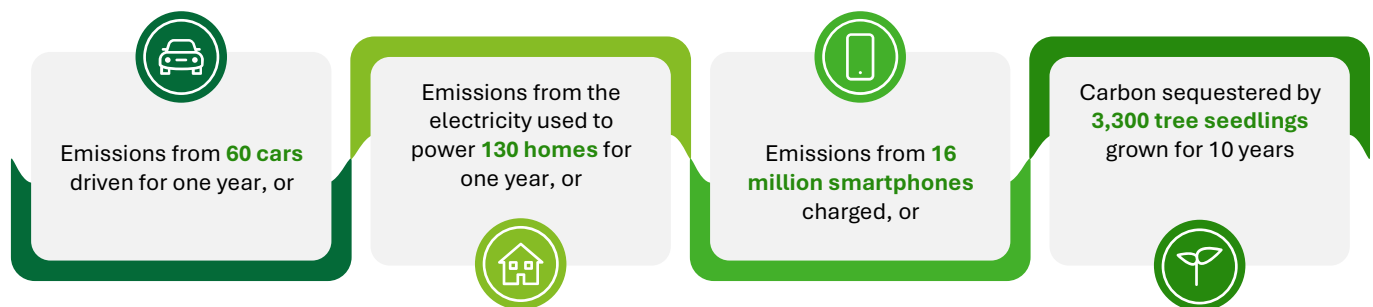 Emissions from 60 cars
driven for one year, or
Emissions from the
electricity used to
power 130 homes for
one year, or
Emissions from 16
million smartphones
charged, or
Carbon sequestered by
3,300 tree seedlings
grown for 10 years